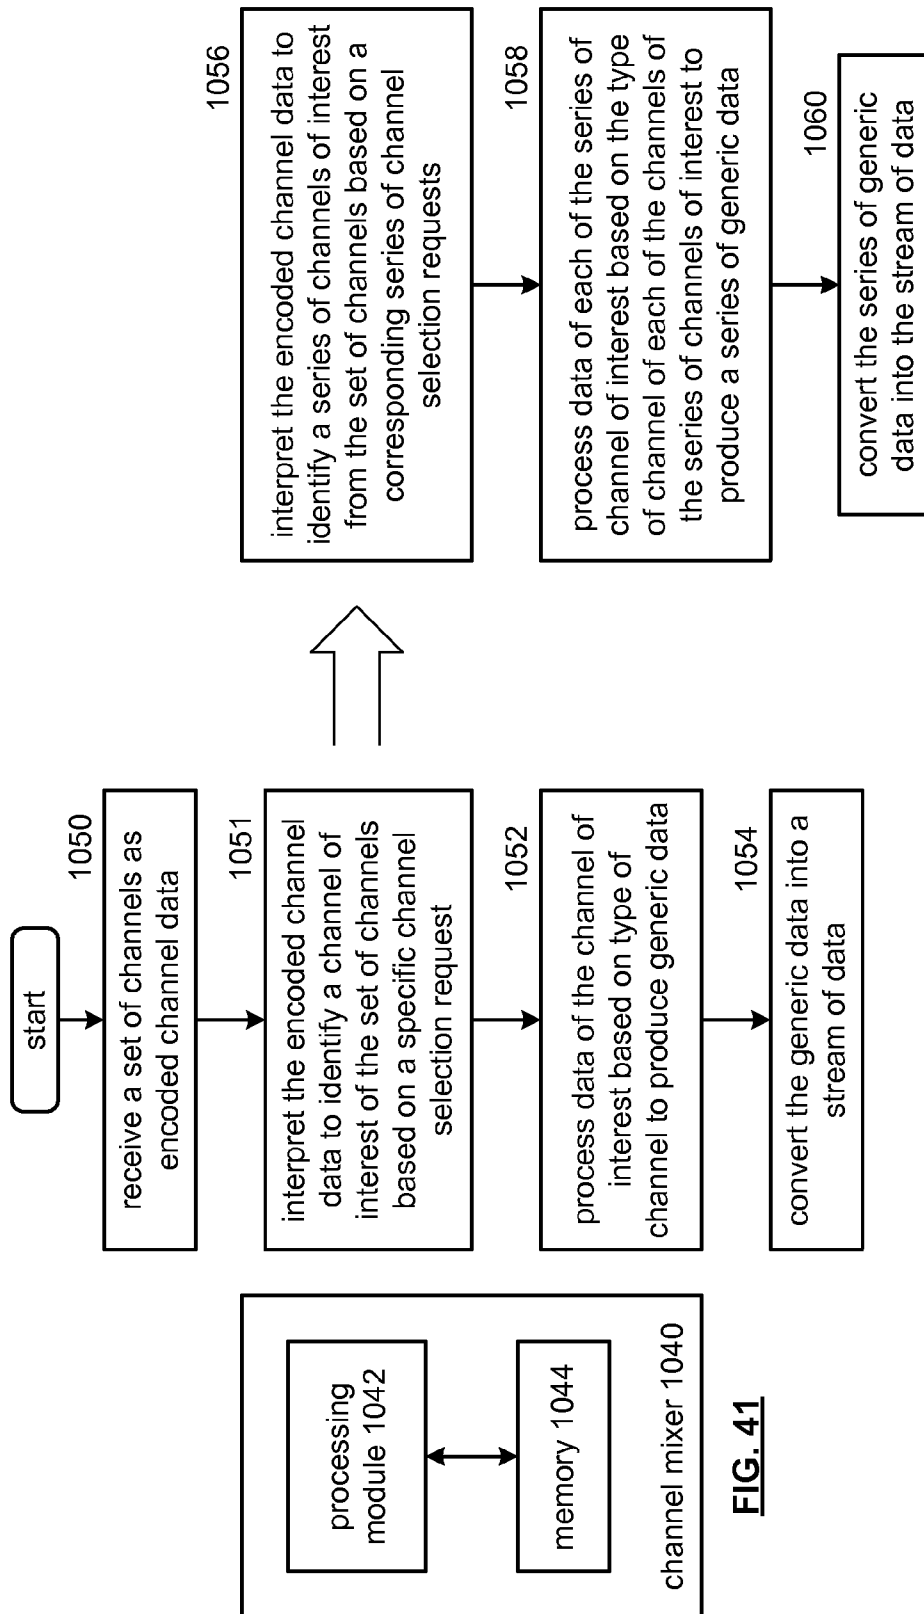 start
1050
receive a set of channels as
encoded channel data
1051
interpret the encoded channel
data to identify a channel of
interest of the set of channels
based on a specific channel
selection request
1052
process data of the channel of
interest based on type of
channel to produce generic data
1054
convert the generic data into a
stream of data
1056
interpret the encoded channel data to
identify a series of channels of interest
from the set of channels based on a
corresponding series of channel
selection requests
1058
process data of each of the series of
channel of interest based on the type
of channel of each of the channels of
the series of channels of interest to
produce a series of generic data
1060
convert the series of generic
data into the stream of data
processing
module 1042
memory 1044
channel mixer 1040
FIG. 41